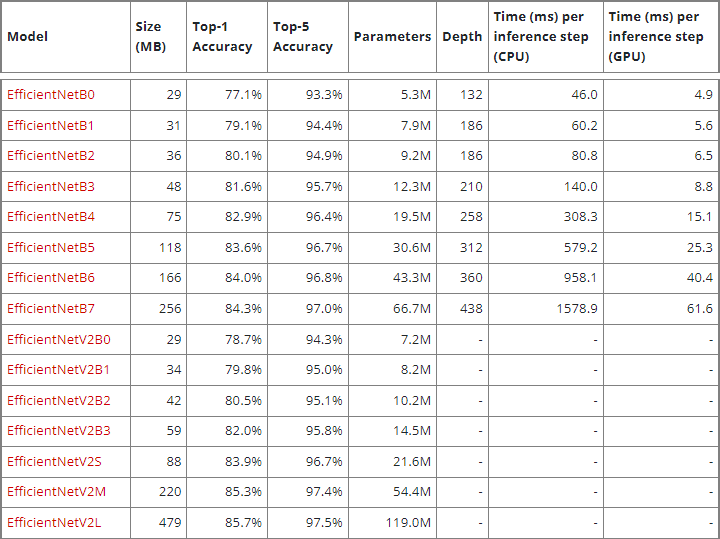 Model Size (MB) Top-1 Accuracy Top-5 Accuracy Parameters Depth Time (ms) per inference step (CPU) Time (ms) per inference step (GPU)
EfficientNetB0 29 77.1% 93.3% 5.3M 132 46.0 4.9
EfficientNetB1 31 79.1% 94.4% 7.9M 186 60.2 5.6
EfficientNetB2 36 80.1% 94.9% 9.2M 186 80.8 6.5
EfficientNetB3 48 81.6% 95.7% 12.3M 210 140.0 8.8
EfficientNetB4 75 82.9% 96.4% 19.5M 258 308.3 15.1
EfficientNetB5 118 83.6% 96.7% 30.6M 312 579.2 25.3
EfficientNetB6 166 84.0% 96.8% 43.3M 360 958.1 40.4
EfficientNetB7 256 84.3% 97.0% 66.7M 438 1578.9 61.6
EfficientNetV2B0 29 78.7% 94.3% 7.2M - - -
EfficientNetV2B1 34 79.8% 95.0% 8.2M - - -
EfficientNetV2B2 42 80.5% 95.1% 10.2M - - -
EfficientNetV2B3 59 82.0% 95.8% 14.5M - - -
EfficientNetV2S 88 83.9% 96.7% 21.6M - - -
EfficientNetV2M 220 85.3% 97.4% 54.4M - - -
EfficientNetV2L 479 85.7% 97.5% 119.0M - - -